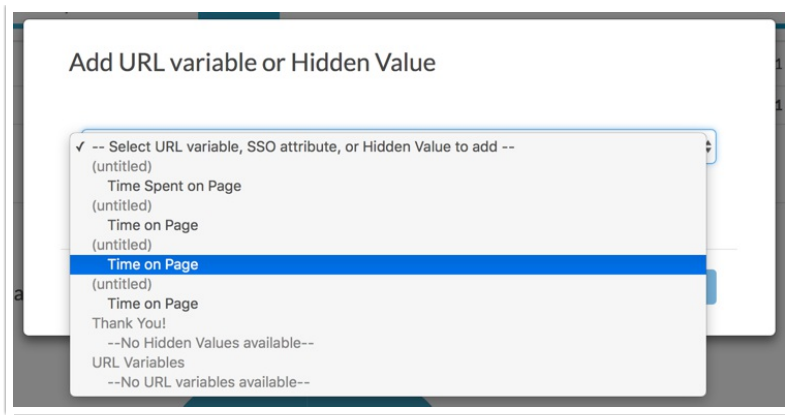 Add URL variable or Hidden Value
✓ -- Select URL variable, SSO attribute, or Hidden Value to add --
(untitled)
Time Spent on Page
(untitled)
Time on Page
(untitled)
Time on Page
(untitled)
Time on Page
Thank You!
--No Hidden Values available--
URL Variables
--No URL variables available--